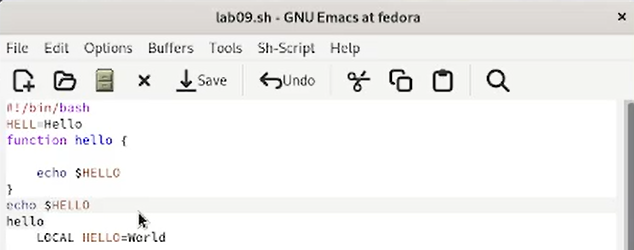 lab09.sh - GNU Emacs at fedora
File Edit Options Buffers Tools Sh-Script Help
Save Undo
#!/bin/bash
HELL=Hello
function hello {
echo $HELLO
}
echo $HELLO
hello
LOCAL HELLO=World